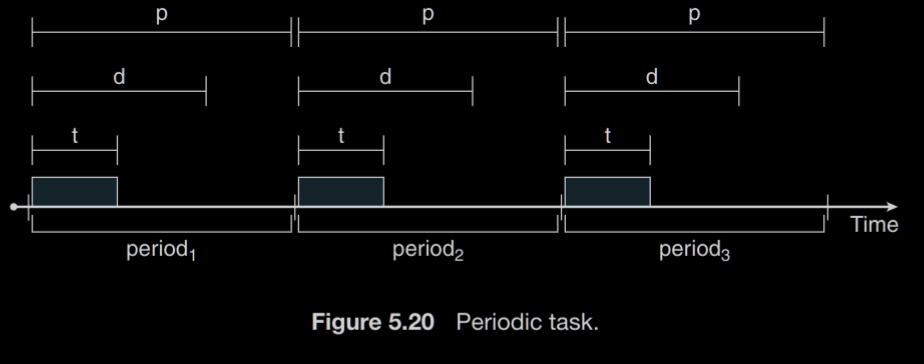 p p p
d d d
t t t
Time
period₁ period₂ period₃
Figure 5.20 Periodic task.